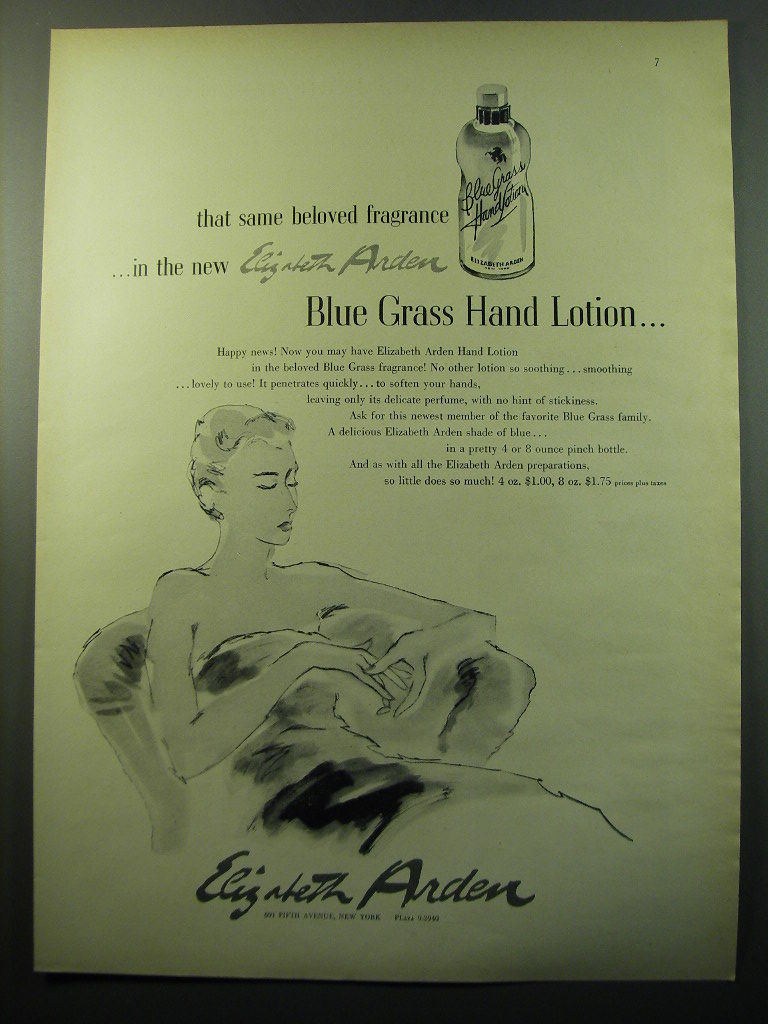 7
Blue Grass
Hand Lotion
ELIZABETH ARDEN
NEW YORK
that same beloved fragrance
...in the new Elizabeth Arden
Blue Grass Hand Lotion...
Happy news! Now you may have Elizabeth Arden Hand Lotion
in the beloved Blue Grass fragrance! No other lotion so soothing...smoothing
...lovely to use! It penetrates quickly...to soften your hands,
leaving only its delicate perfume, with no hint of stickiness.
Ask for this newest member of the favorite Blue Grass family.
A delicious Elizabeth Arden shade of blue...
in a pretty 4 or 8 ounce pinch bottle.
And as with all the Elizabeth Arden preparations,
so little does so much! 4 oz. $1.00, 8 oz. $1.75 prices plus taxes
Elizabeth Arden
FIFTH AVENUE, NEW YORK PLaza